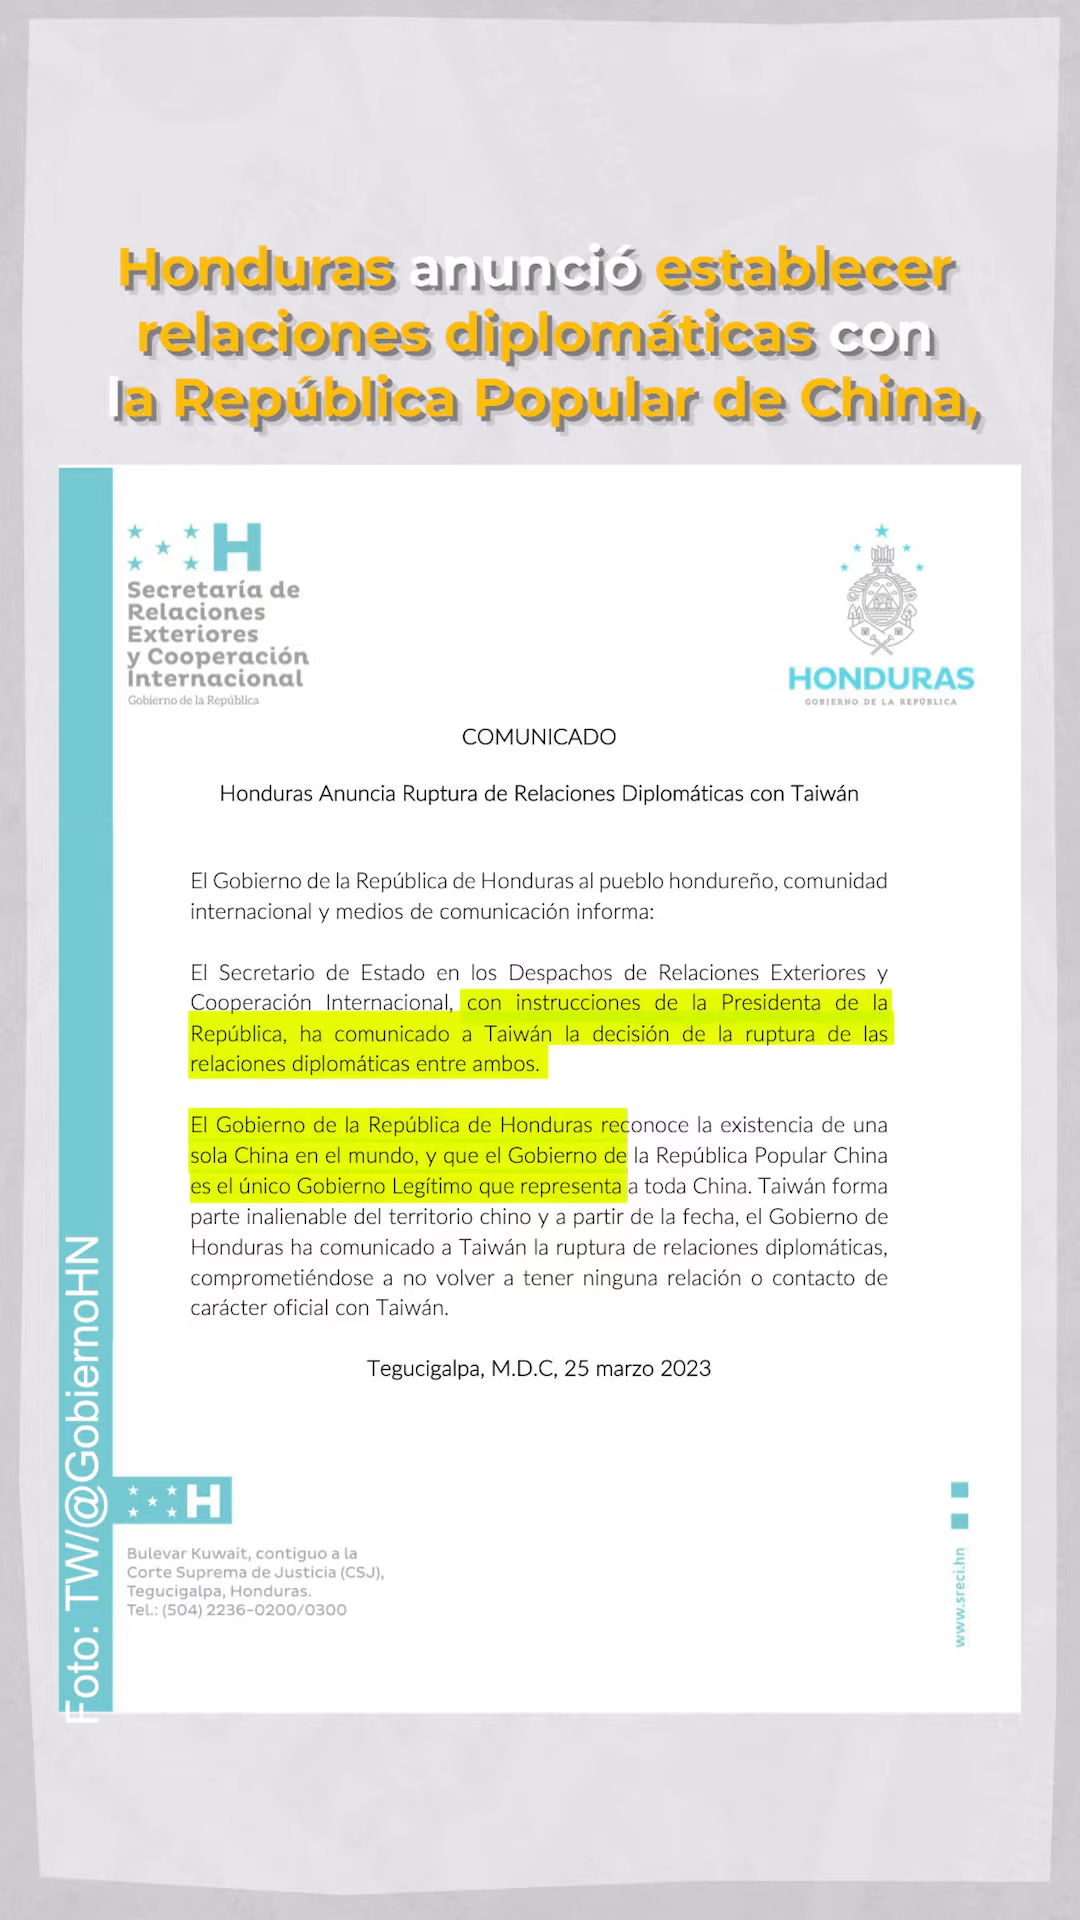 Honduras anunció establecer
relaciones diplomáticas con
la República Popular de China,
H
Secretaría de
Relaciones
Exteriores
y Cooperación
Internacional
Gobierno de la República
HONDURAS
GOBIERNO DE LA REPÚBLICA
COMUNICADO
Honduras Anuncia Ruptura de Relaciones Diplomáticas con Taiwán
El Gobierno de la República de Honduras al pueblo hondureño, comunidad
internacional y medios de comunicación informa:
El Secretario de Estado en los Despachos de Relaciones Exteriores y
Cooperación Internacional, con instrucciones de la Presidenta de la
República, ha comunicado a Taiwán la decisión de la ruptura de las
relaciones diplomáticas entre ambos.
El Gobierno de la República de Honduras reconoce la existencia de una
sola China en el mundo, y que el Gobierno de la República Popular China
es el único Gobierno Legítimo que representa a toda China. Taiwán forma
parte inalienable del territorio chino y a partir de la fecha, el Gobierno de
Honduras ha comunicado a Taiwán la ruptura de relaciones diplomáticas,
comprometiéndose a no volver a tener ninguna relación o contacto de
carácter oficial con Taiwán.
Tegucigalpa, M.D.C, 25 marzo 2023
H
Bulevar Kuwait, contiguo a la
Corte Suprema de Justicia (CSJ),
Tegucigalpa, Honduras.
Tel.: (504) 2236-0200/0300
www.sreci.hn
Foto: TW/@GobiernoHN